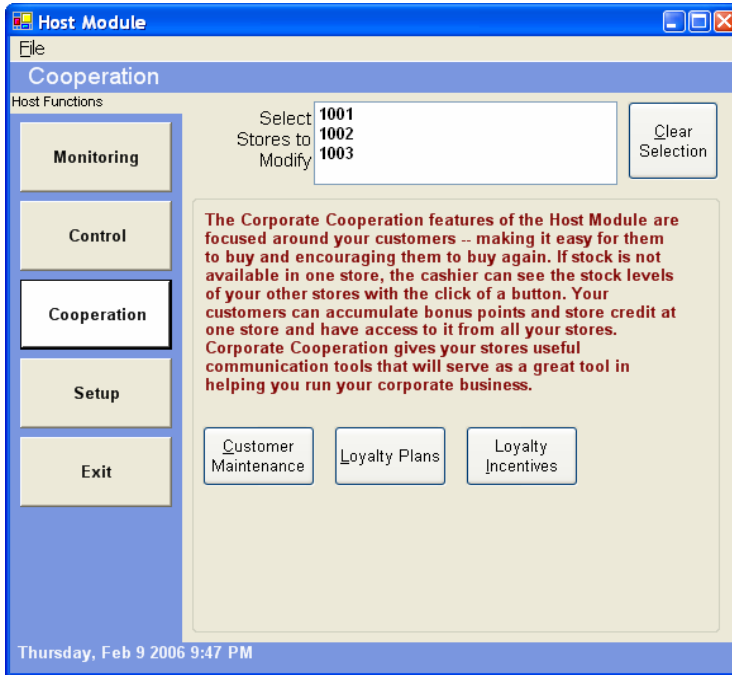 Host Module
File
Cooperation
Host Functions
Monitoring
Control
Cooperation
Setup
Exit
Select
Stores to
Modify
1001
1002
1003
Clear
Selection
The Corporate Cooperation features of the Host Module are
focused around your customers -- making it easy for them
to buy and encouraging them to buy again. If stock is not
available in one store, the cashier can see the stock levels
of your other stores with the click of a button. Your
customers can accumulate bonus points and store credit at
one store and have access to it from all your stores.
Corporate Cooperation gives your stores useful
communication tools that will serve as a great tool in
helping you run your corporate business.
Customer
Maintenance
Loyalty Plans
Loyalty
Incentives
Thursday, Feb 9 2006 9:47 PM